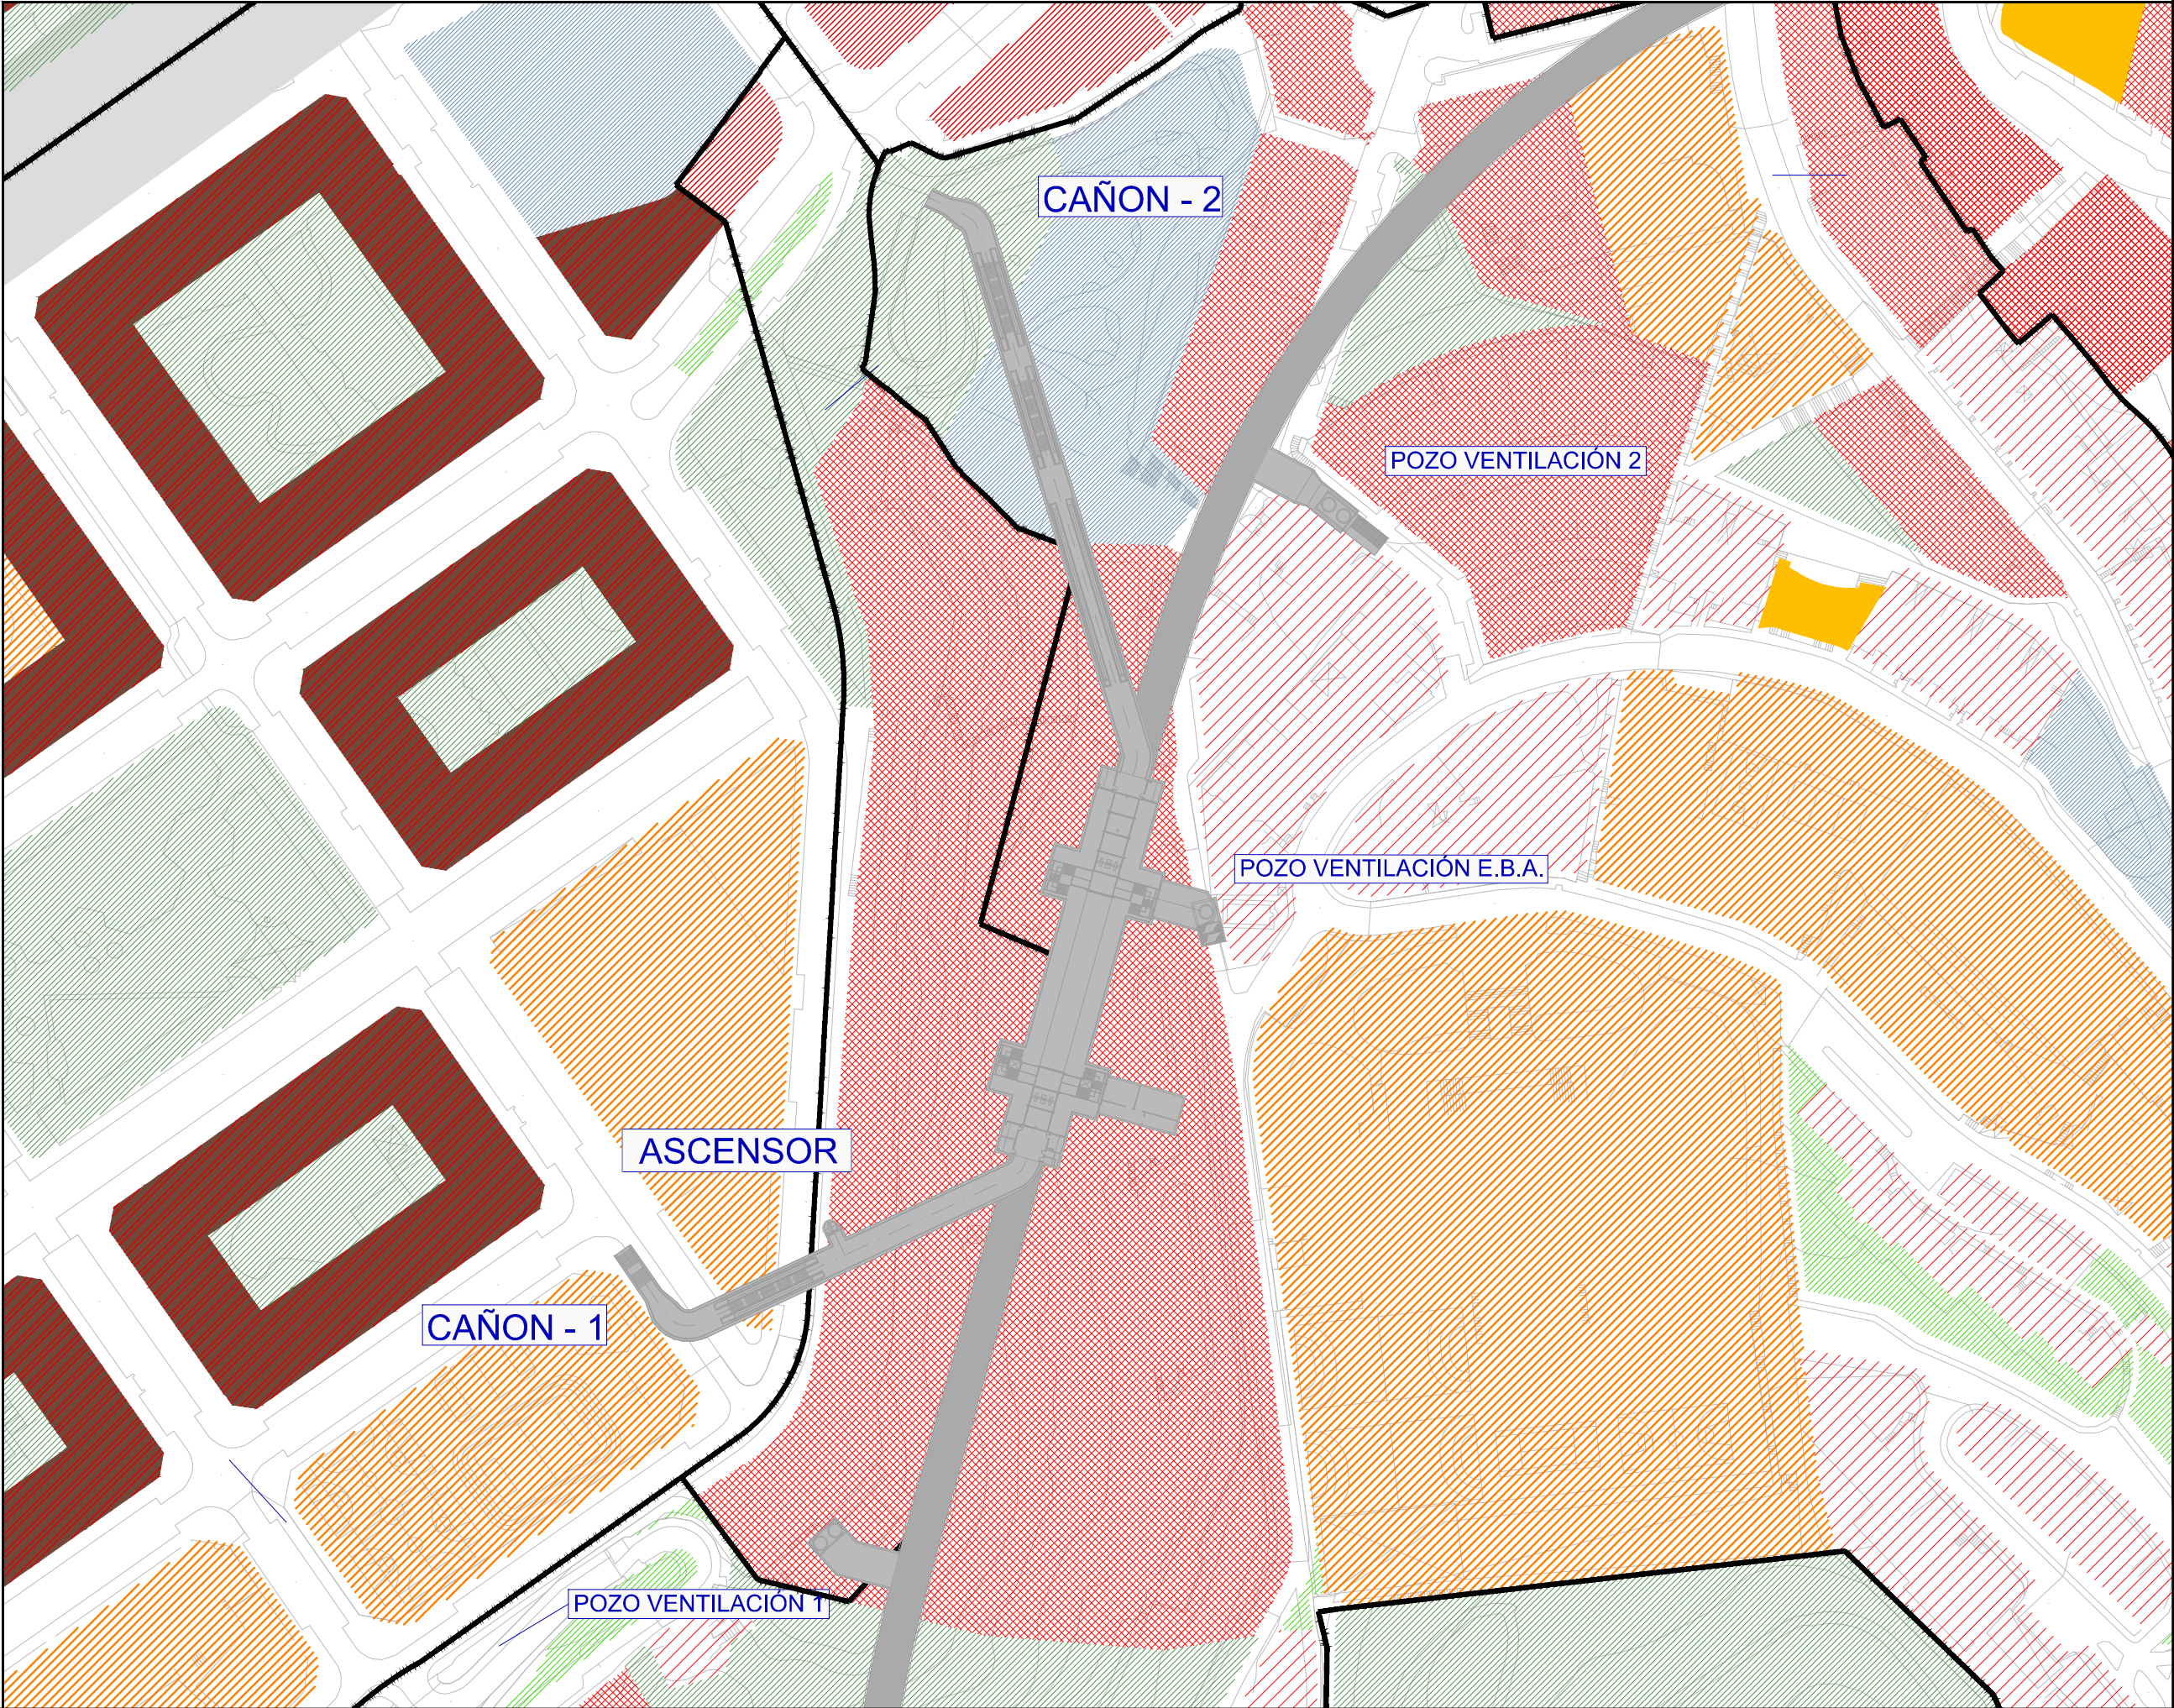 CAÑON - 2
POZO VENTILACIÓN 2
POZO VENTILACIÓN E.B.A.
ASCENSOR
CAÑON - 1
POZO VENTILACIÓN 1